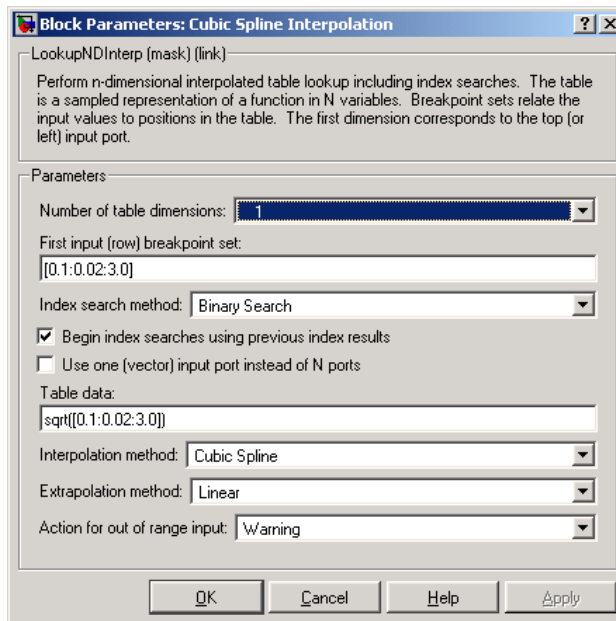 Block Parameters: Cubic Spline Interpolation
LookupNDInterp (mask) (link)
Perform n-dimensional interpolated table lookup including index searches. The table
is a sampled representation of a function in N variables. Breakpoint sets relate the
input values to positions in the table. The first dimension corresponds to the top (or
left) input port.
Parameters
Number of table dimensions: 1
First input (row) breakpoint set:
[0.1:0.02:3.0]
Index search method: Binary Search
Begin index searches using previous index results
Use one (vector) input port instead of N ports
Table data:
sqrt([0.1:0.02:3.0])
Interpolation method: Cubic Spline
Extrapolation method: Linear
Action for out of range input: Warning
OK Cancel Help Apply